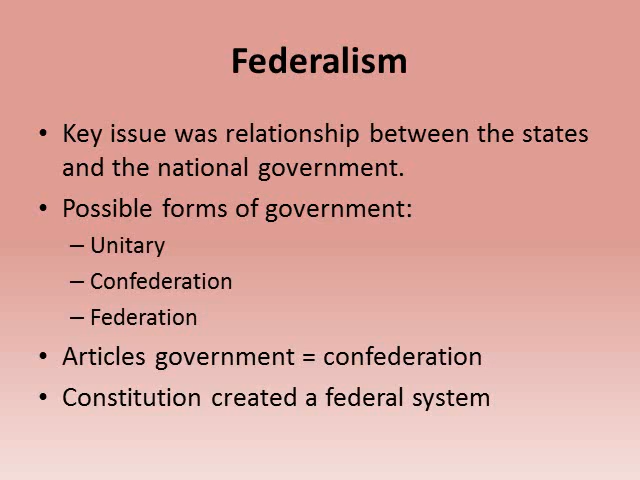 Federalism
• Key issue was relationship between the states
and the national government.
• Possible forms of government:
– Unitary
– Confederation
– Federation
• Articles government = confederation
• Constitution created a federal system